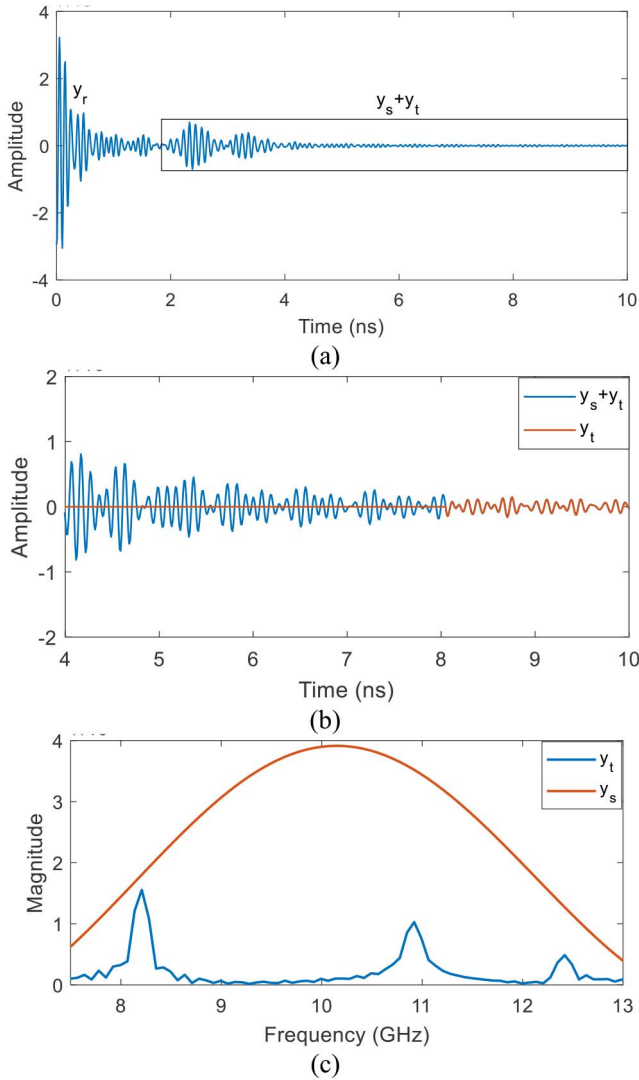 4
2
0
-2
-4
Amplitude
y_r
y_s+y_t
0 2 4 6 8 10
Time (ns)
(a)
2
1
0
-1
-2
Amplitude
y_s+y_t
y_t
4 5 6 7 8 9 10
Time (ns)
(b)
4
3
2
1
0
Magnitude
y_t
y_s
8 9 10 11 12 13
Frequency (GHz)
(c)